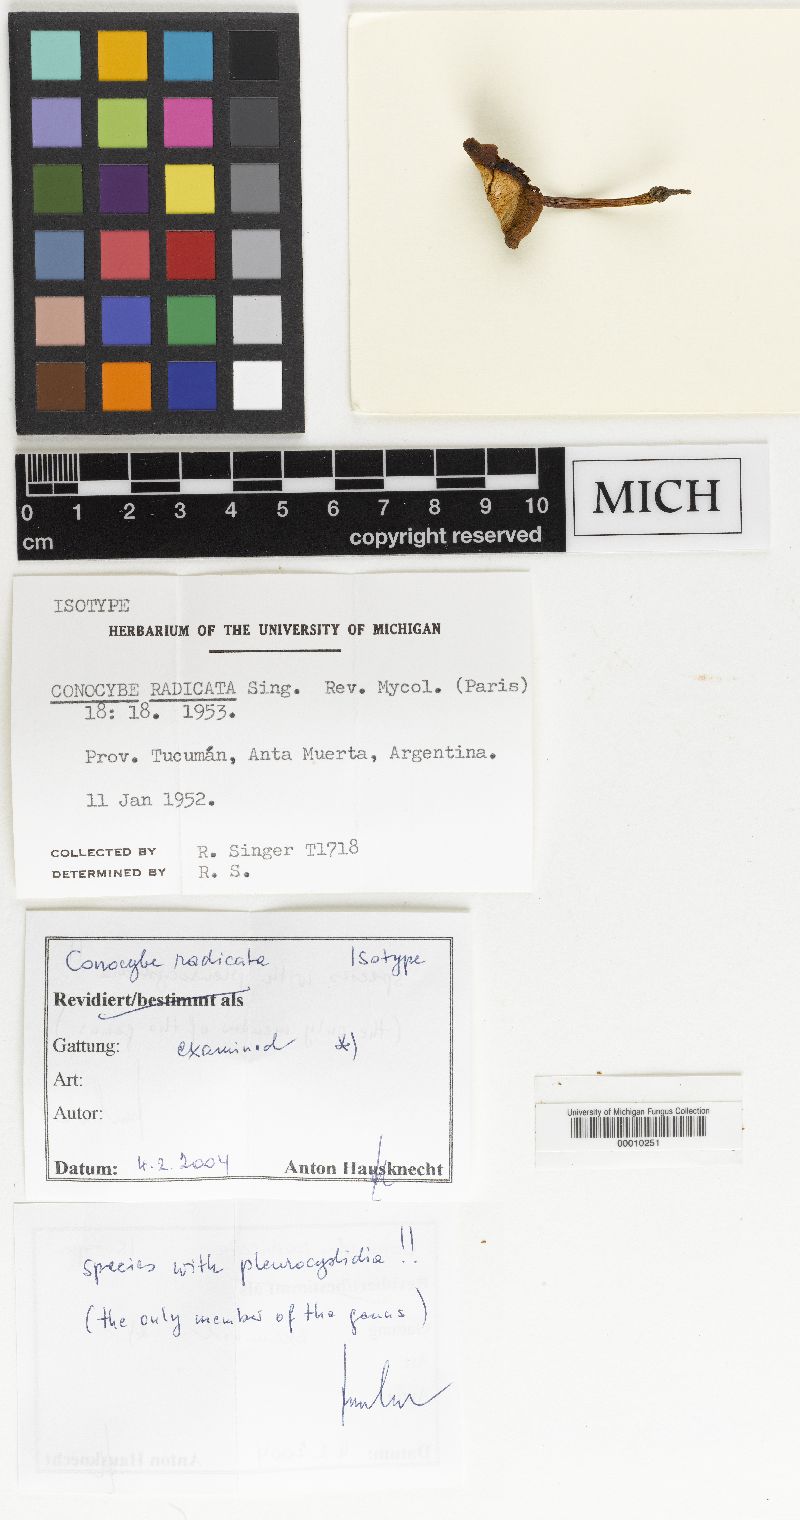 0 1 2 3 4 5 6 7 8 9 10
cm copyright reserved
MICH
ISOTYPE
HERBARIUM OF THE UNIVERSITY OF MICHIGAN
CONOCYBE RADICATA Sing. Rev. Mycol. (Paris)
18: 18. 1953.
Prov. Tucumán, Anta Muerta, Argentina.
11 Jan 1952.
COLLECTED BY R. Singer T1718
DETERMINED BY R. S.
Conocybe radicata Isotype
Revidiert/bestimmt als
Gattung: examined *)
Art:
Autor:
Datum: 4.2.2004 Anton Hausknecht
University of Michigan Fungus Collection
00010251
species with pleurocystidia !!
(the only member of the genus)